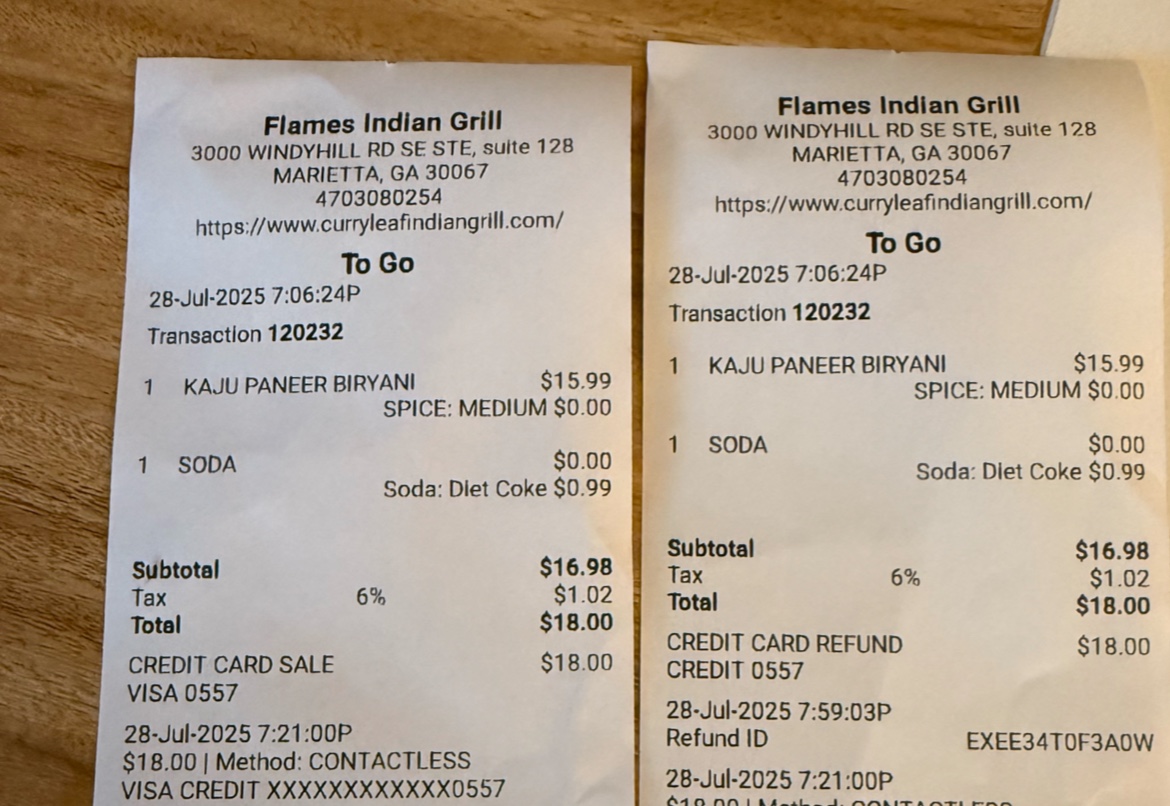 Flames Indian Grill
3000 WINDYHILL RD SE STE, suite 128
MARIETTA, GA 30067
4703080254
https://www.curryleafindiangrill.com/
To Go
28-Jul-2025 7:06:24P
Transaction 120232
1 KAJU PANEER BIRYANI $15.99
SPICE: MEDIUM $0.00
1 SODA $0.00
Soda: Diet Coke $0.99
Subtotal $16.98
Tax 6% $1.02
Total $18.00
CREDIT CARD SALE $18.00
VISA 0557
28-Jul-2025 7:21:00P
$18.00 | Method: CONTACTLESS
VISA CREDIT XXXXXXXXXXXX0557
Flames Indian Grill
3000 WINDYHILL RD SE STE, suite 128
MARIETTA, GA 30067
4703080254
https://www.curryleafindiangrill.com/
To Go
28-Jul-2025 7:06:24P
Transaction 120232
1 KAJU PANEER BIRYANI $15.99
SPICE: MEDIUM $0.00
1 SODA $0.00
Soda: Diet Coke $0.99
Subtotal $16.98
Tax 6% $1.02
Total $18.00
CREDIT CARD REFUND $18.00
CREDIT 0557
28-Jul-2025 7:59:03P
Refund ID EXEE34T0F3A0W
28-Jul-2025 7:21:00P
$18.00 | Method: CONTACTLESS